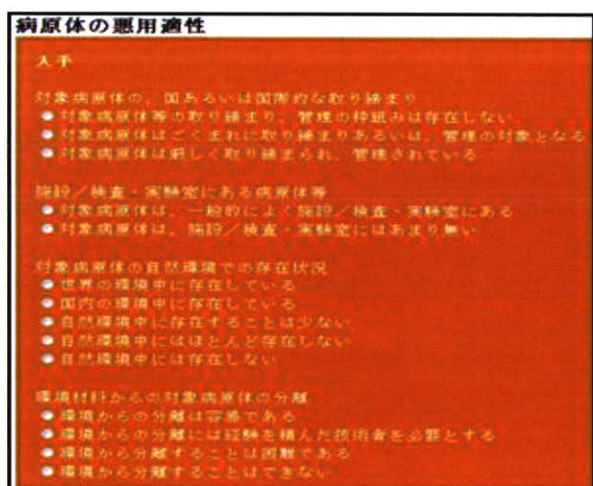 病原体の悪用適性
入手
対象病原体の、国あるいは国際的な取り締まり
対象病原体等の取り締まり、管理の枠組みは存在しない
対象病原体はごくまれに取り締まりあるいは、管理の対象となる
対象病原体は厳しく取り締まられ、管理されている
施設／検査・実験室にある病原体等
対象病原体は、一般的によく施設／検査・実験室にある
対象病原体は、施設／検査・実験室にはあまり無い
対象病原体の自然環境での存在状況
世界の環境中に存在している
国内の環境中に存在している
自然環境中に存在することは少ない
自然環境中にはほとんど存在しない
自然環境中には存在しない
環境材料からの対象病原体の分離
環境からの分離は容易である
環境からの分離には経験を積んだ技術者を必要とする
環境から分離することは困難である
環境から分離することはできない